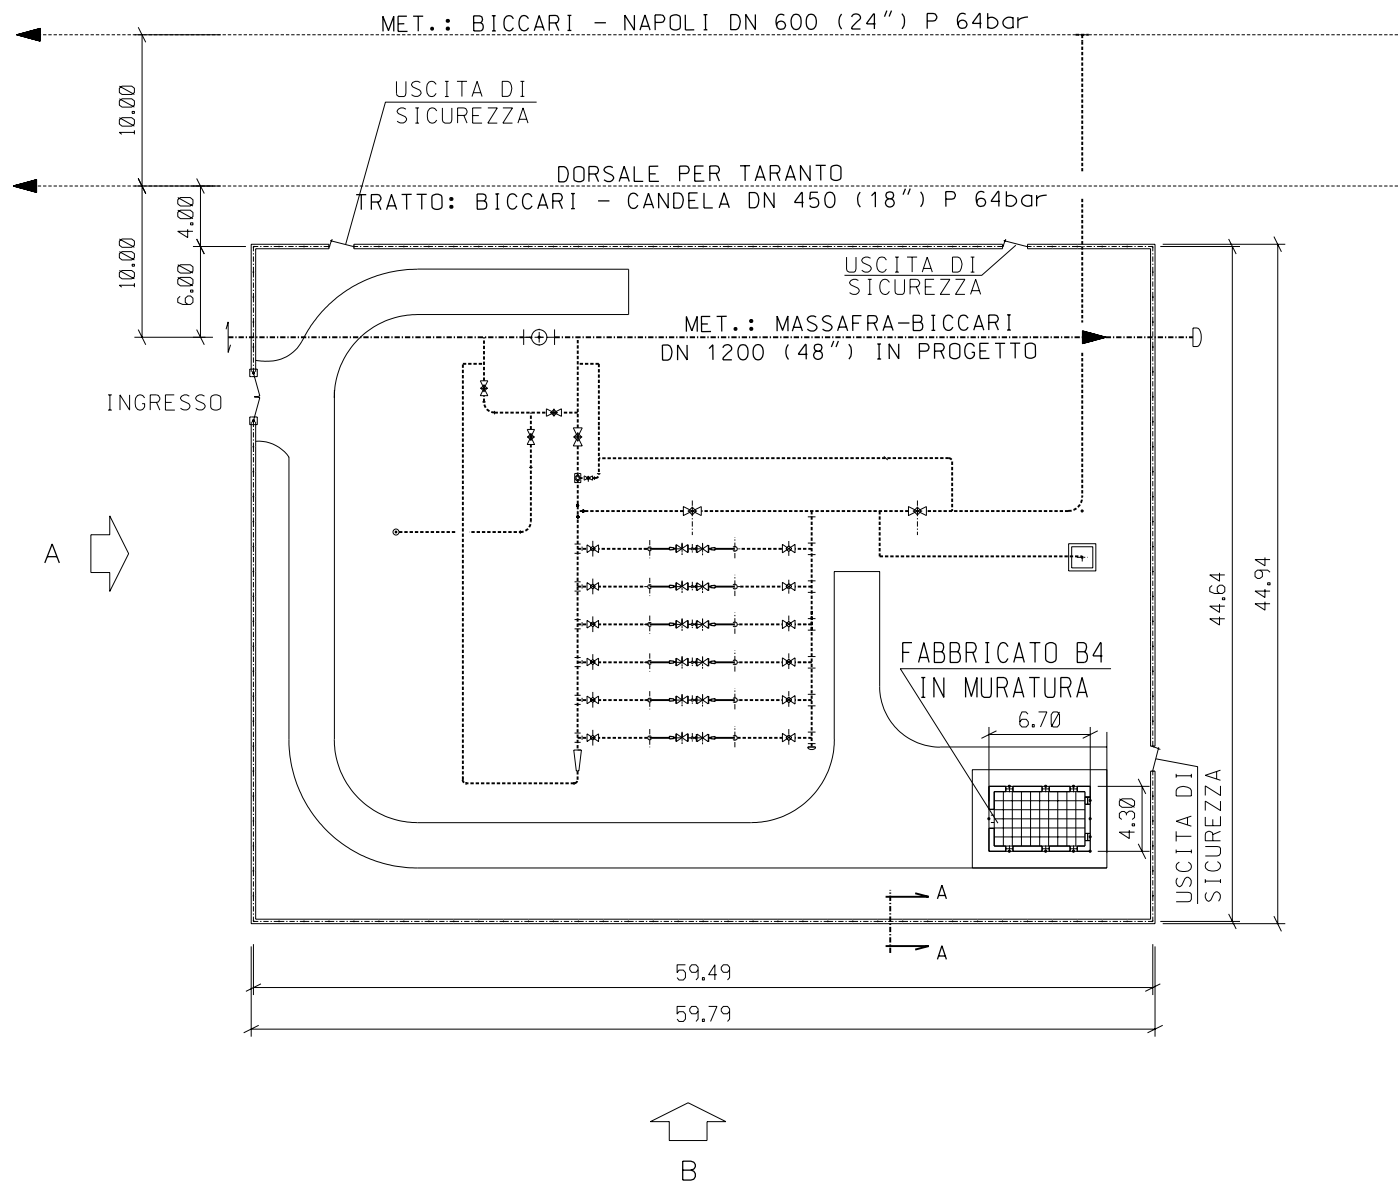 MET.: BICCARI - NAPOLI DN 600 (24") P 64bar
USCITA DI
SICUREZZA
10.00
DORSALE PER TARANTO
TRATTO: BICCARI - CANDELA DN 450 (18") P 64bar
4.00
10.00
6.00
USCITA DI
SICUREZZA
MET.: MASSAFRA-BICCARI
DN 1200 (48") IN PROGETTO
INGRESSO
A
44.64
44.94
FABBRICATO B4
IN MURATURA
6.70
4.30
USCITA DI
SICUREZZA
A
A
59.49
59.79
B